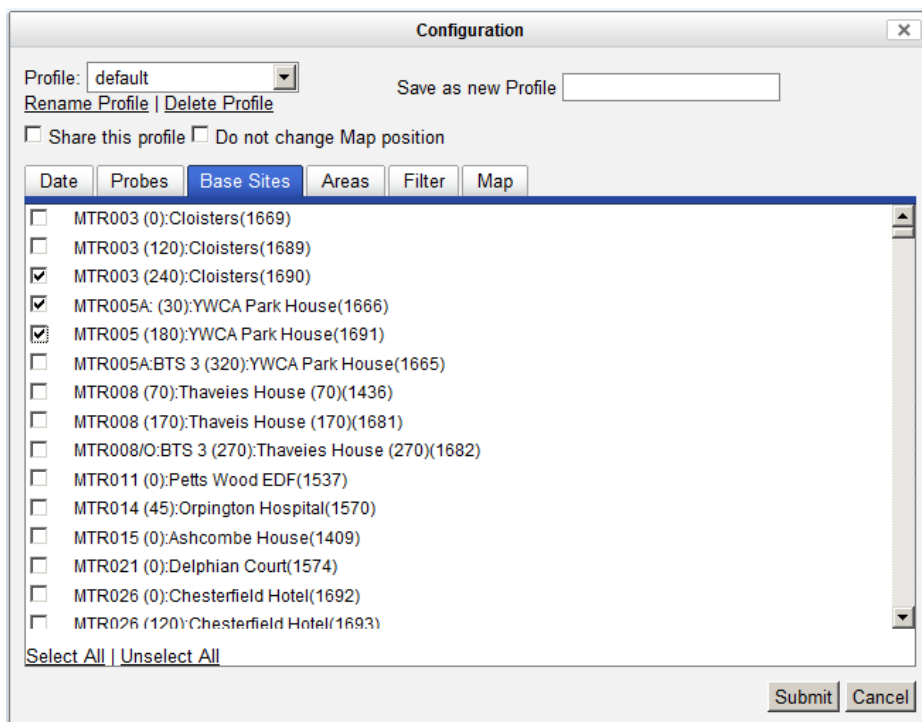 Configuration
Profile: default
Save as new Profile
Rename Profile | Delete Profile
Share this profile Do not change Map position
Date Probes Base Sites Areas Filter Map
MTR003 (0):Cloisters(1669)
MTR003 (120):Cloisters(1689)
MTR003 (240):Cloisters(1690)
MTR005A: (30):YWCA Park House(1666)
MTR005 (180):YWCA Park House(1691)
MTR005A:BTS 3 (320):YWCA Park House(1665)
MTR008 (70):Thaveies House (70)(1436)
MTR008 (170):Thaveis House (170)(1681)
MTR008/O:BTS 3 (270):Thaveies House (270)(1682)
MTR011 (0):Petts Wood EDF(1537)
MTR014 (45):Orpington Hospital(1570)
MTR015 (0):Ashcombe House(1409)
MTR021 (0):Delphian Court(1574)
MTR026 (0):Chesterfield Hotel(1692)
MTR026 (120):Chesterfield Hotel(1693)
Select All | Unselect All
Submit Cancel